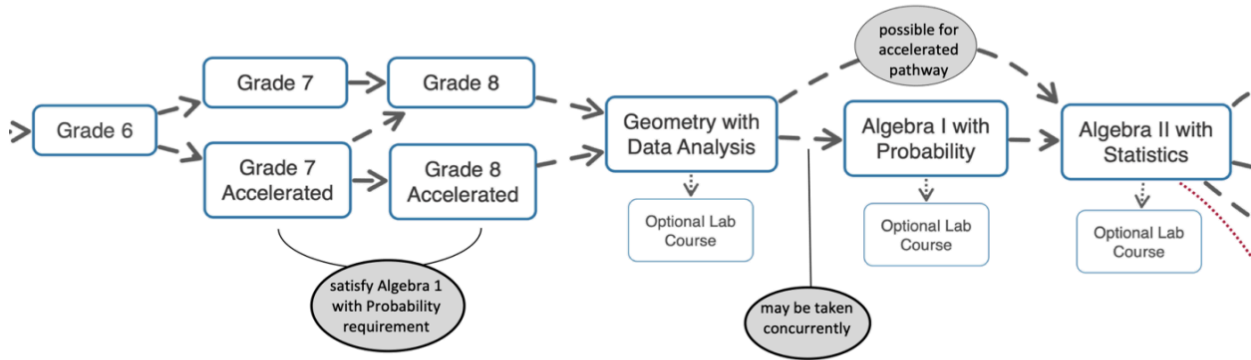 Grade 6
Grade 7
Grade 8
Grade 7
Accelerated
Grade 8
Accelerated
satisfy Algebra 1
with Probability
requirement
Geometry with
Data Analysis
Optional Lab
Course
possible for
accelerated
pathway
may be taken
concurrently
Algebra I with
Probability
Optional Lab
Course
Algebra II with
Statistics
Optional Lab
Course